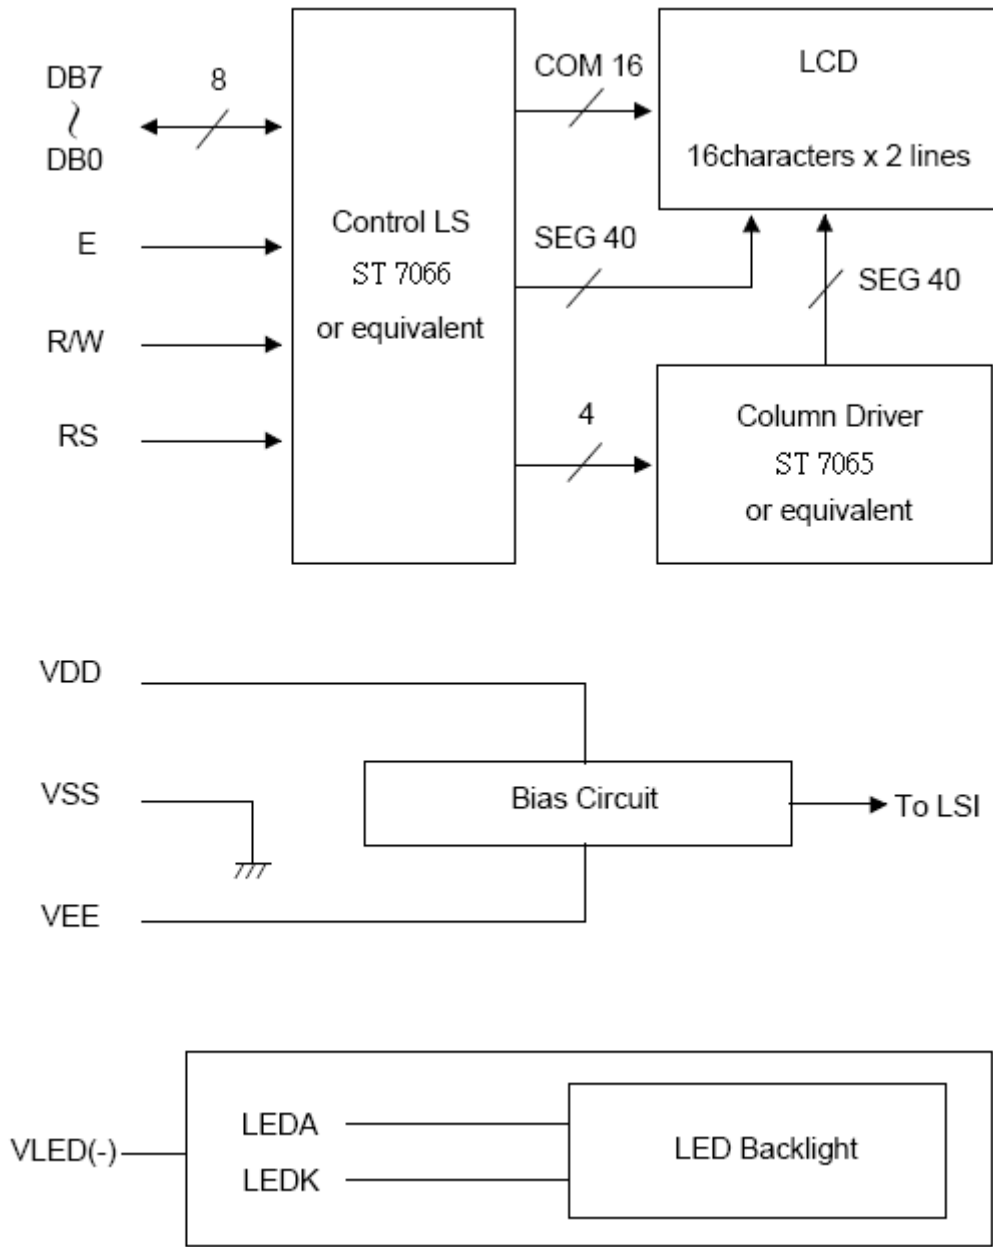 DB7
~
DB0
8
E
R/W
RS
Control LS
ST 7066
or equivalent
COM 16
SEG 40
4
LCD
16characters x 2 lines
SEG 40
Column Driver
ST 7065
or equivalent
VDD
VSS
VEE
Bias Circuit
To LSI
VLED(-)
LEDA
LEDK
LED Backlight